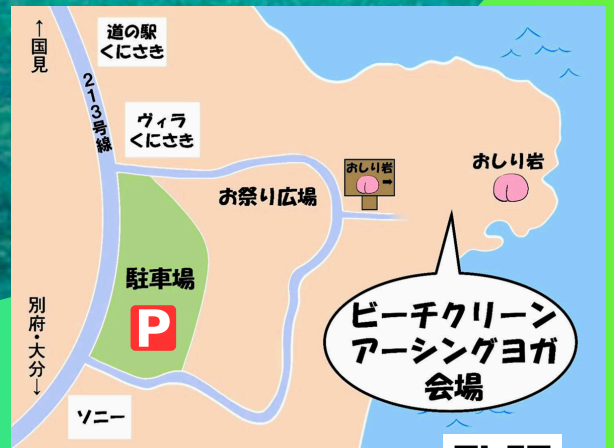 ↑国見
道の駅
くにさき
213号線
ヴィラ
くにさき
おしり岩
→
おしり岩
お祭り広場
駐車場
P
ビーチクリーン
アーシングヨガ
会場
別府・大分→
ソニー